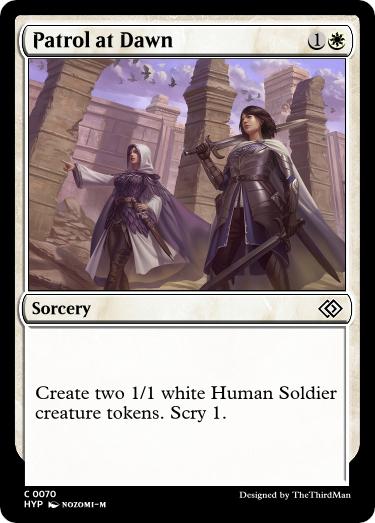 Patrol at Dawn 1
Sorcery
Create two 1/1 white Human Soldier
creature tokens. Scry 1.
C 0070
HYP NOZOMI-M
Designed by TheThirdMan